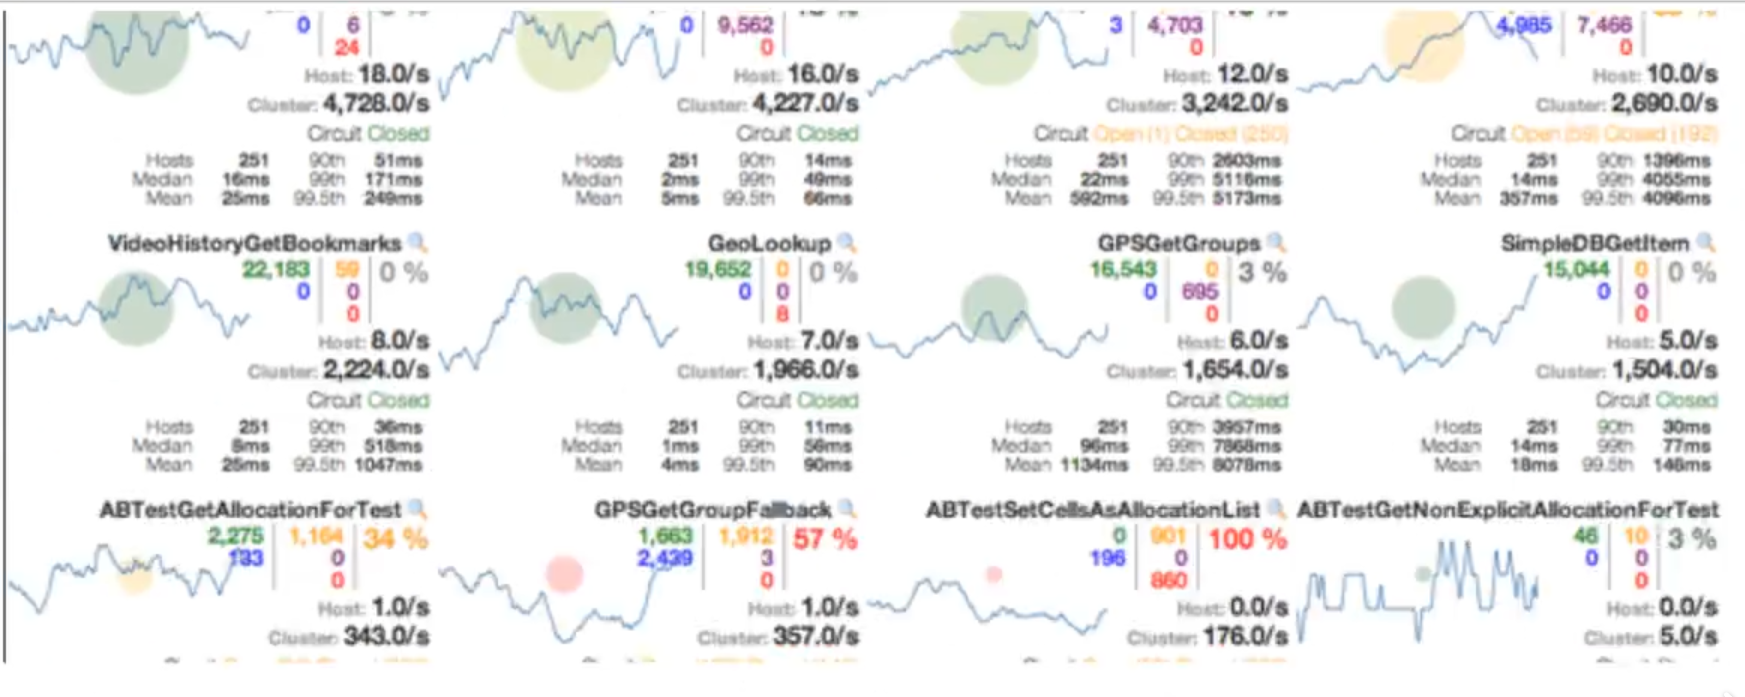 0 6
24
Host: 18.0/s
Cluster: 4,728.0/s
Circuit Closed
Hosts 251 90th 51ms
Median 16ms 99th 171ms
Mean 25ms 99.5th 249ms
0 9,562
0
Host: 16.0/s
Cluster: 4,227.0/s
Circuit Closed
Hosts 251 90th 14ms
Median 2ms 99th 49ms
Mean 5ms 99.5th 66ms
3 4,703
0
Host: 12.0/s
Cluster: 3,242.0/s
Circuit Open (1) Closed (250)
Hosts 251 90th 2603ms
Median 22ms 99th 5116ms
Mean 592ms 99.5th 5173ms
4,985 7,466
0
Host: 10.0/s
Cluster: 2,690.0/s
Circuit Open (59) Closed (192)
Hosts 251 90th 1396ms
Median 14ms 99th 4055ms
Mean 357ms 99.5th 4096ms
VideoHistoryGetBookmarks
22,183 59 0 %
0 0
0
Host: 8.0/s
Cluster: 2,224.0/s
Circuit Closed
Hosts 251 90th 36ms
Median 8ms 99th 518ms
Mean 25ms 99.5th 1047ms
GeoLookup
19,652 0 0 %
0 0
8
Host: 7.0/s
Cluster: 1,966.0/s
Circuit Closed
Hosts 251 90th 11ms
Median 1ms 99th 56ms
Mean 4ms 99.5th 90ms
GPSGetGroups
16,543 0 3 %
0 695
0
Host: 6.0/s
Cluster: 1,654.0/s
Circuit Closed
Hosts 251 90th 3957ms
Median 96ms 99th 7868ms
Mean 1134ms 99.5th 8078ms
SimpleDBGetItem
15,044 0 0 %
0 0
0
Host: 5.0/s
Cluster: 1,504.0/s
Circuit Closed
Hosts 251 90th 30ms
Median 14ms 99th 77ms
Mean 18ms 99.5th 146ms
ABTestGetAllocationForTest
2,275 1,164 34 %
133 0
0
Host: 1.0/s
Cluster: 343.0/s
GPSGetGroupFallback
1,663 1,912 57 %
2,439 3
0
Host: 1.0/s
Cluster: 357.0/s
ABTestSetCellsAsAllocationList
0 901 100 %
196 0
860
Host: 0.0/s
Cluster: 176.0/s
ABTestGetNonExplicitAllocationForTest
46 10 3 %
0 0
0
Host: 0.0/s
Cluster: 5.0/s